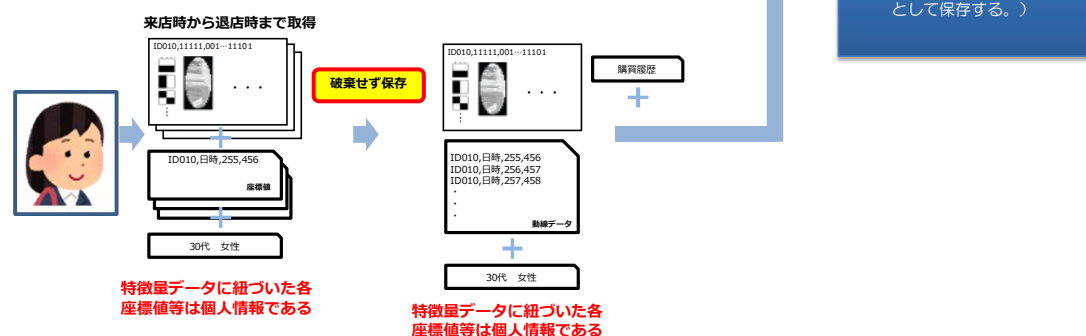 として保存する。）
来店時から退店時まで取得
ID010,11111,001…11101
・・・
ID010,日時,255,456
座標値
30代　女性
特徴量データに紐づいた各
座標値等は個人情報である
破棄せず保存
ID010,11111,001…11101
・・・
ID010,日時,255,456
ID010,日時,256,457
ID010,日時,257,458
・
・
・
動線データ
30代　女性
特徴量データに紐づいた各
座標値等は個人情報である
購買履歴